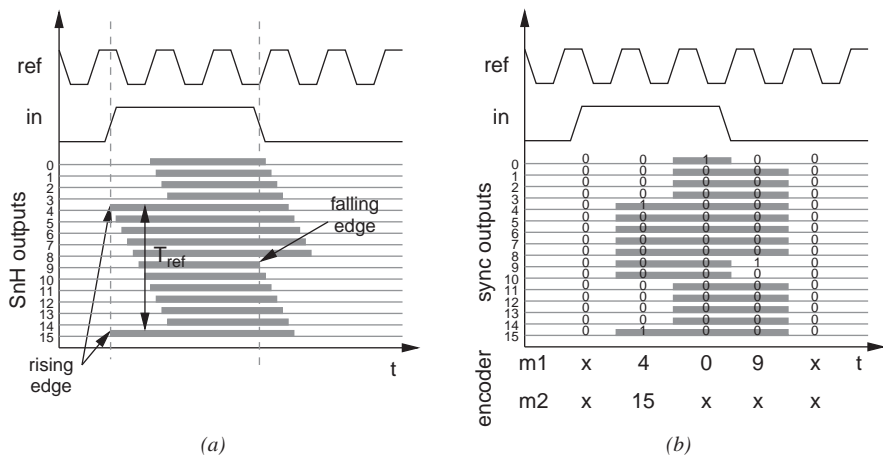 ref
in
SnH outputs
0
1
2
3
4
5
6
7
8
9
10
11
12
13
14
15
T_ref
falling
edge
rising
edge
t
(a)
ref
in
sync outputs
0 0 0 1 0 0
1 0 0 0 0 0
2 0 0 0 0 0
3 0 0 0 0 0
4 0 1 0 0 0
5 0 0 0 0 0
6 0 0 0 0 0
7 0 0 0 0 0
8 0 0 0 0 0
9 0 0 0 1 0
10 0 0 0 0 0
11 0 0 0 0 0
12 0 0 0 0 0
13 0 0 0 0 0
14 0 0 0 0 0
15 0 1 0 0 0
encoder
m1 x 4 0 9 x t
m2 x 15 x x x
(b)